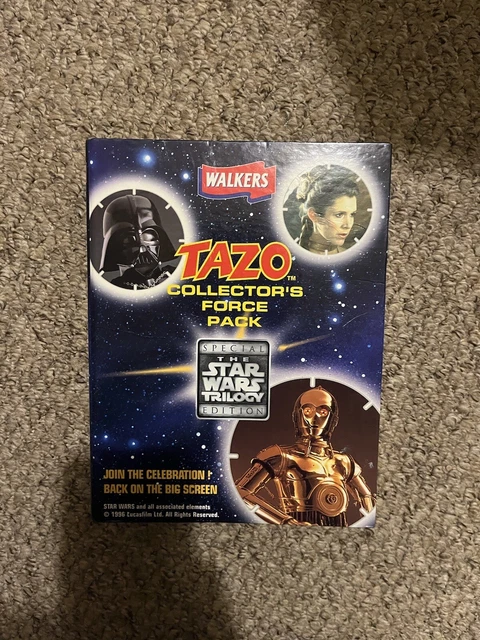 WALKERS
TAZO™
COLLECTOR'S
FORCE
PACK
SPECIAL
THE
STAR
WARS
TRILOGY
EDITION
JOIN THE CELEBRATION !
BACK ON THE BIG SCREEN
STAR WARS and all associated elements
© 1996 Lucasfilm Ltd. All Rights Reserved.